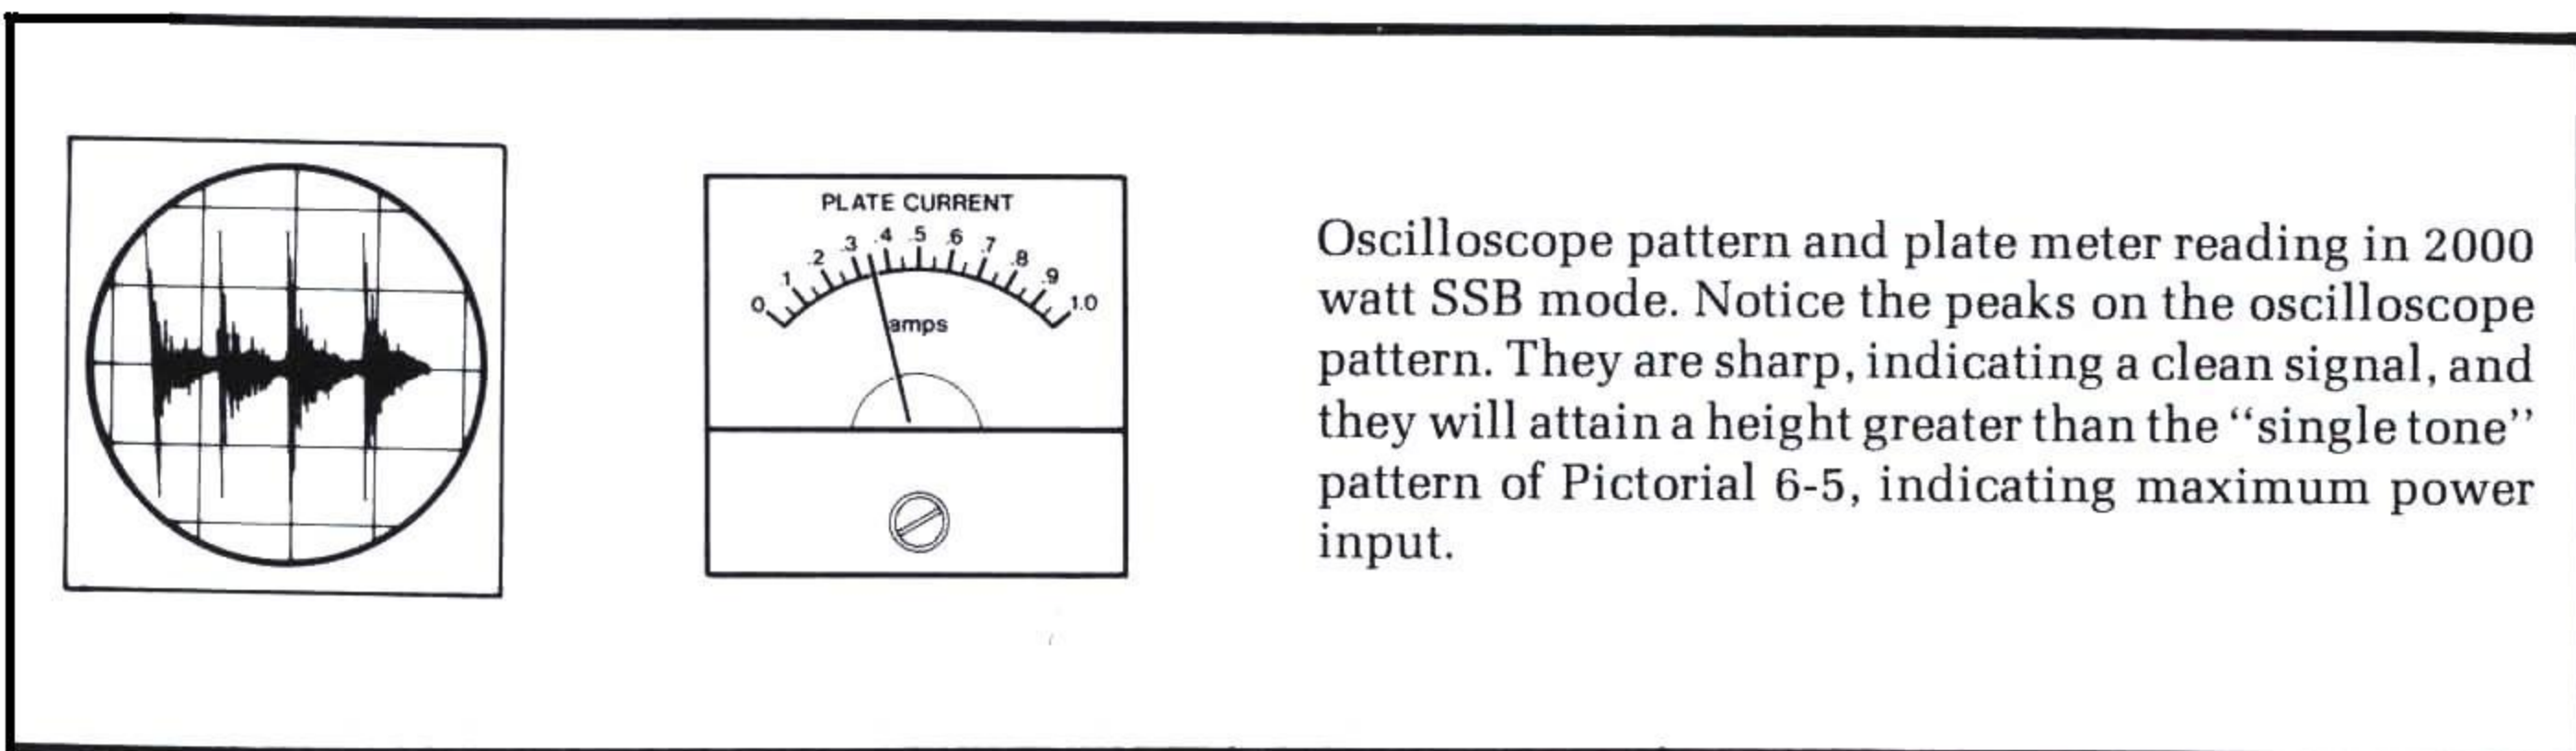 PLATE CURRENT
0 .1 .2 .3 .4 .5 .6 .7 .8 .9 1.0
amps
Oscilloscope pattern and plate meter reading in 2000
watt SSB mode. Notice the peaks on the oscilloscope
pattern. They are sharp, indicating a clean signal, and
they will attain a height greater than the “single tone”
pattern of Pictorial 6-5, indicating maximum power
input.